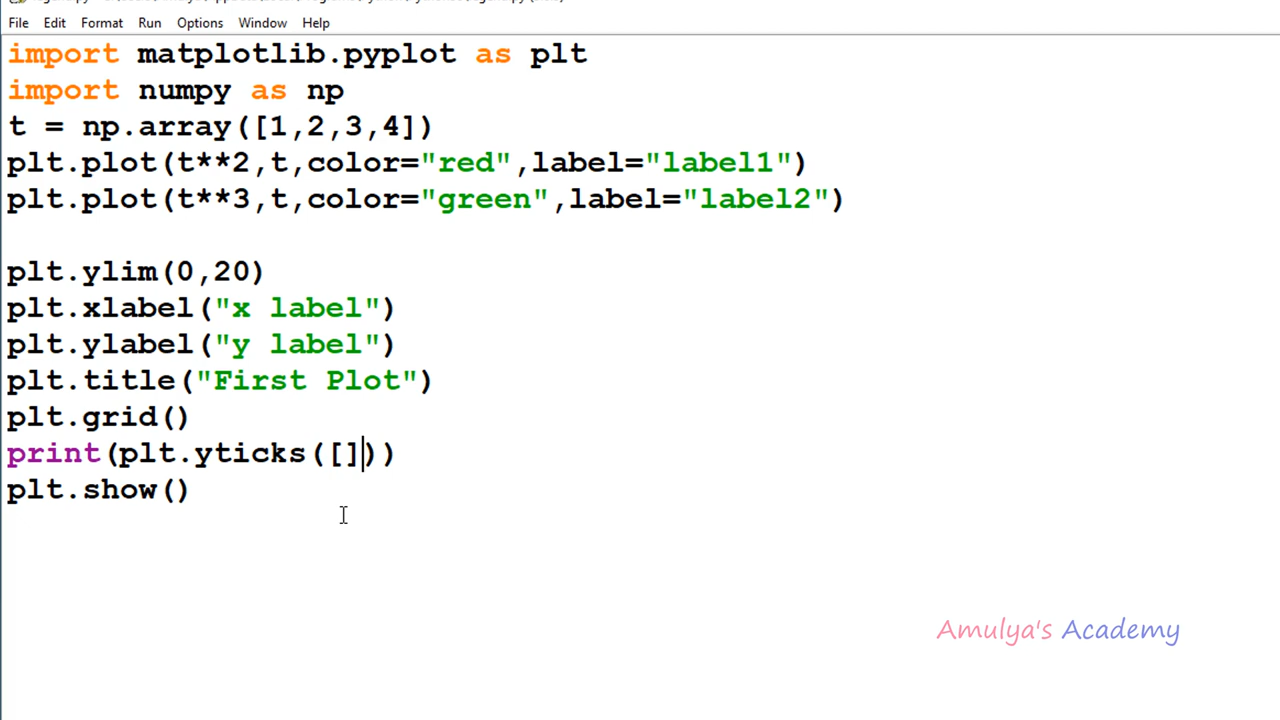 File Edit Format Run Options Window Help
import matplotlib.pyplot as plt
import numpy as np
t = np.array([1,2,3,4])
plt.plot(t**2,t,color="red",label="label1")
plt.plot(t**3,t,color="green",label="label2")
plt.ylim(0,20)
plt.xlabel("x label")
plt.ylabel("y label")
plt.title("First Plot")
plt.grid()
print(plt.yticks([]))
plt.show()
Amulya's Academy